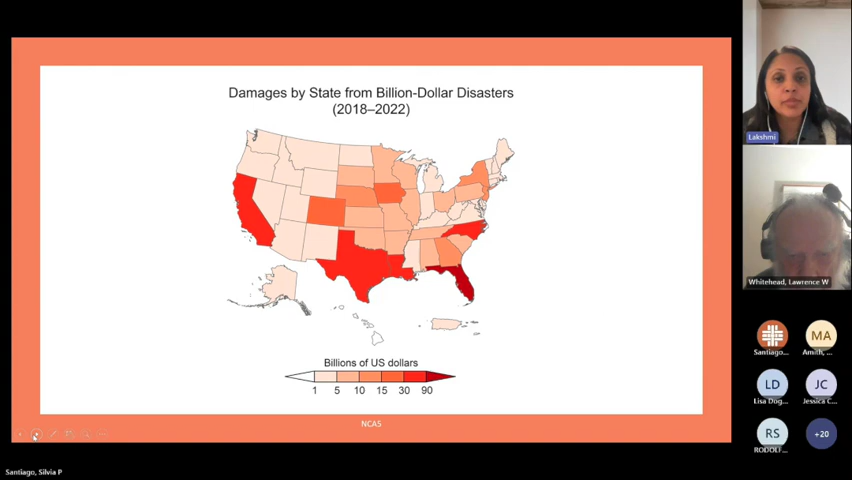 Damages by State from Billion-Dollar Disasters
(2018–2022)
Billions of US dollars
1 5 10 15 30 90
NCA5
Lakshmi
Whitehead, Lawrence W
Santiago...
MA
Amith, ...
LD
Lisa Dog...
JC
Jessica C...
RS
RODOLF...
+20
Santiago, Silvia P